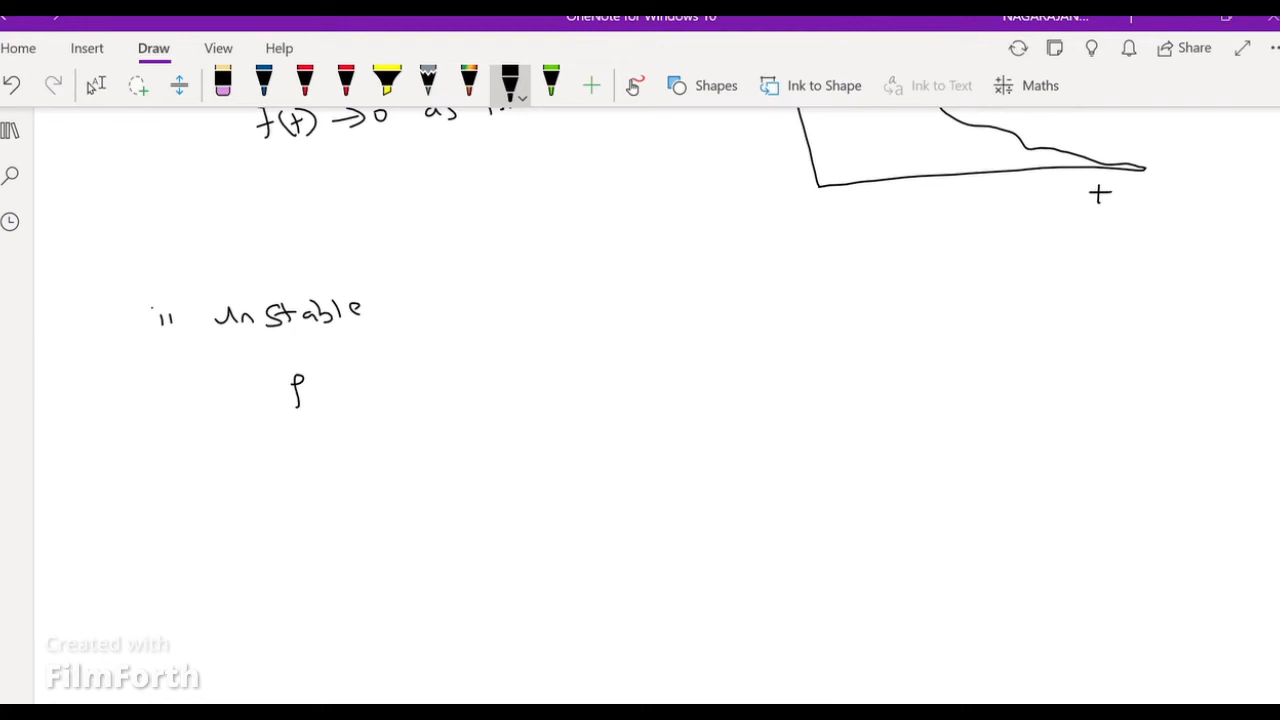 OneNote for Windows 10 NAGARAJAN...
Home Insert Draw View Help Share
Shapes Ink to Shape Ink to Text Maths
f(t) → 0 as
t
ii unstable
Created with
FilmForth